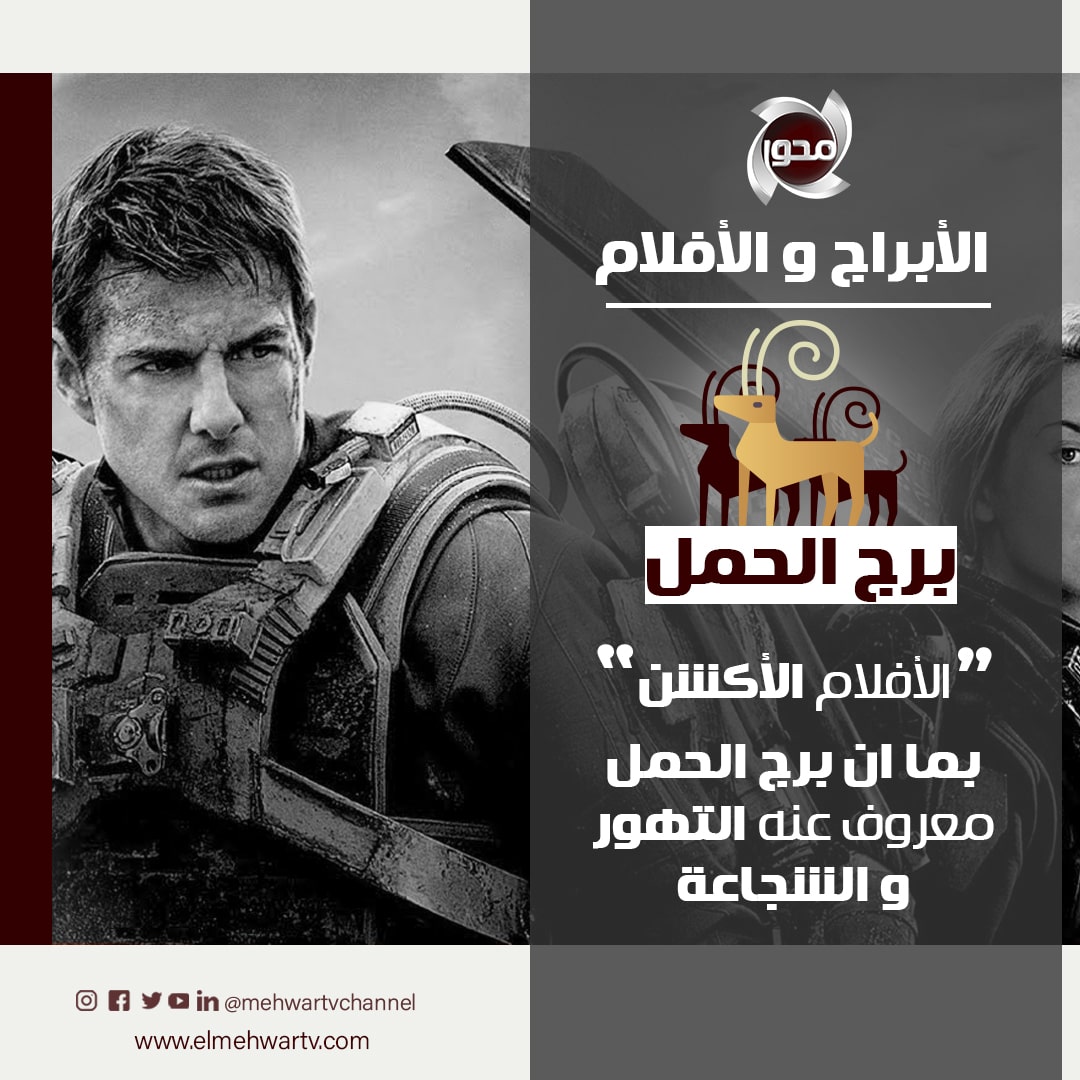 محور
الأبراج و الأفلام
برج الحمل
”الأفلام الأكشن“
بما ان برج الحمل
معروف عنه التهور
و الشجاعة
@mehwartvchannel
www.elmehwartv.com